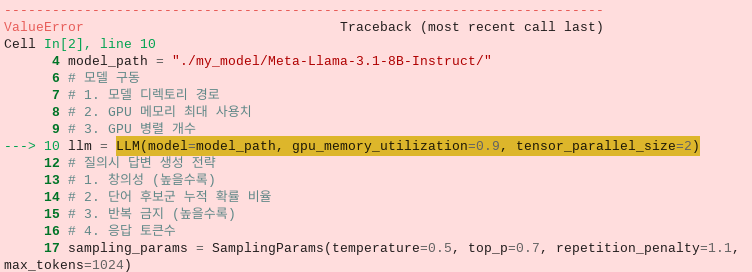 ---------------------------------------------------------------------------
ValueError                                Traceback (most recent call last)
Cell In[2], line 10
      4 model_path = "./my_model/Meta-Llama-3.1-8B-Instruct/"
      6 # 모델 구동
      7 # 1. 모델 디렉토리 경로
      8 # 2. GPU 메모리 최대 사용치
      9 # 3. GPU 병렬 개수
---> 10 llm = LLM(model=model_path, gpu_memory_utilization=0.9, tensor_parallel_size=2)
     12 # 질의시 답변 생성 전략
     13 # 1. 창의성 (높을수록)
     14 # 2. 단어 후보군 누적 확률 비율
     15 # 3. 반복 금지 (높을수록)
     16 # 4. 응답 토큰수
     17 sampling_params = SamplingParams(temperature=0.5, top_p=0.7, repetition_penalty=1.1,
max_tokens=1024)